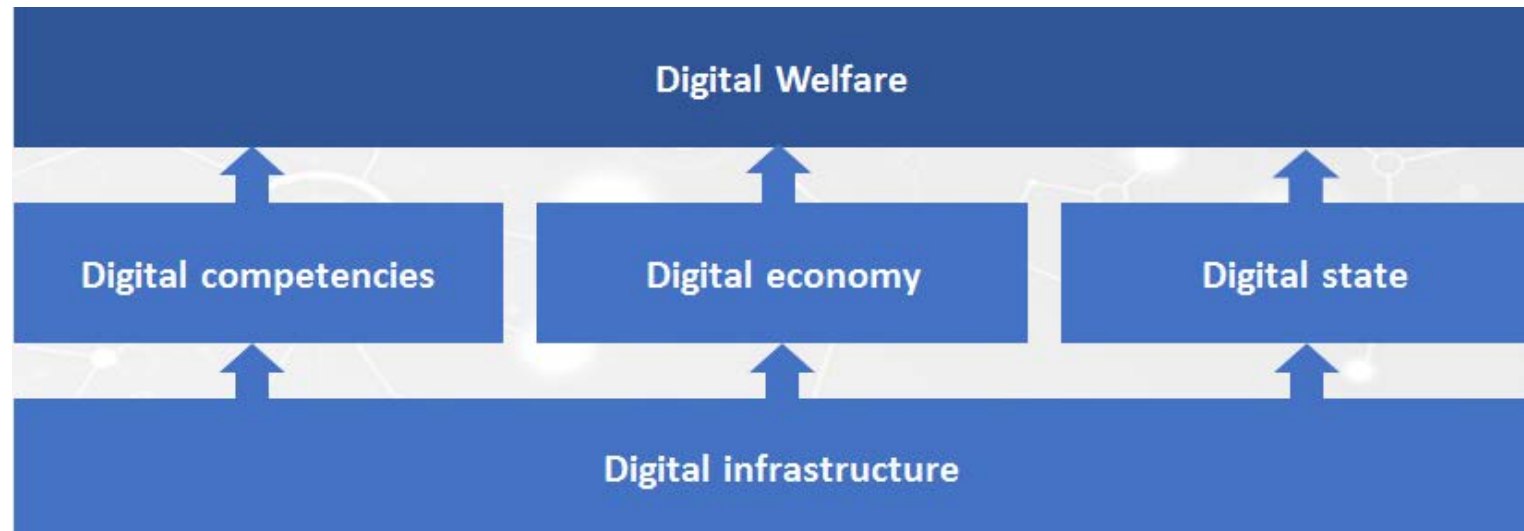 Digital Welfare
Digital competencies
Digital economy
Digital state
Digital infrastructure